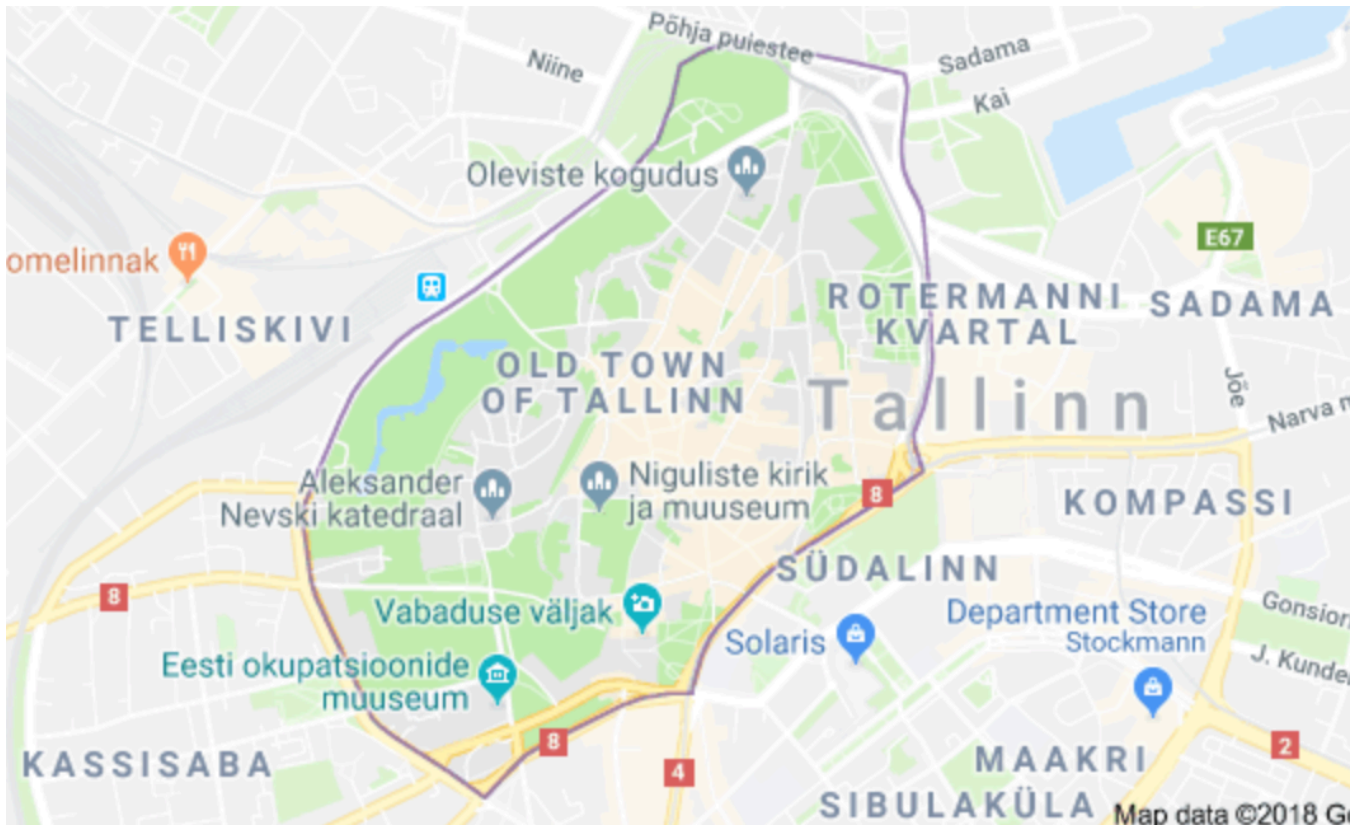 Põhja puiestee
Niine
Sadama
Kai
Oleviste kogudus
E67
omelinnak
TELLISKIVI
ROTERMANNI
KVARTAL
SADAMA
OLD TOWN
OF TALLINN
Tallinn
Jõe
Narva m
Aleksander
Nevski katedraal
Niguliste kirik
ja muuseum
8
KOMPASSI
SÜDALINN
8
Vabaduse väljak
Solaris
Department Store
Stockmann
Gonsiori
J. Kunder
Eesti okupatsioonide
muuseum
KASSISABA
8
4
MAAKRI
2
SIBULAKÜLA
Map data ©2018 Go